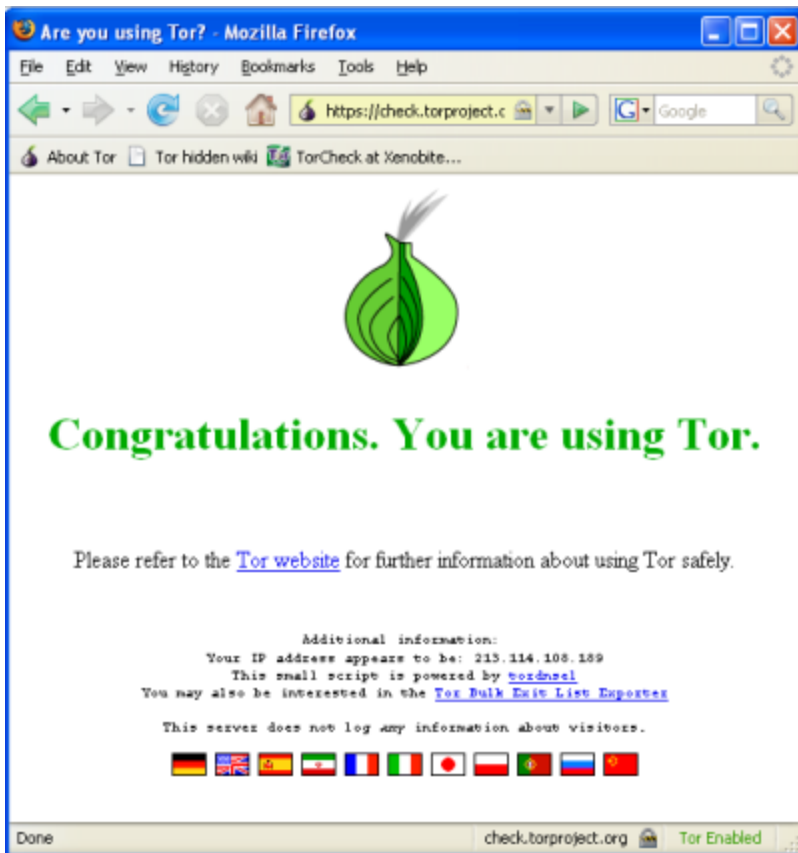 Are you using Tor? - Mozilla Firefox
File Edit View History Bookmarks Tools Help
https://check.torproject.c G Google
About Tor Tor hidden wiki TorCheck at Xenobite...
Congratulations. You are using Tor.
Please refer to the Tor website for further information about using Tor safely.
Additional information:
Your IP address appears to be: 213.114.108.189
This small script is powered by tordnsel
You may also be interested in the Tor Bulk Exit List Exporter
This server does not log any information about visitors.
Done check.torproject.org Tor Enabled